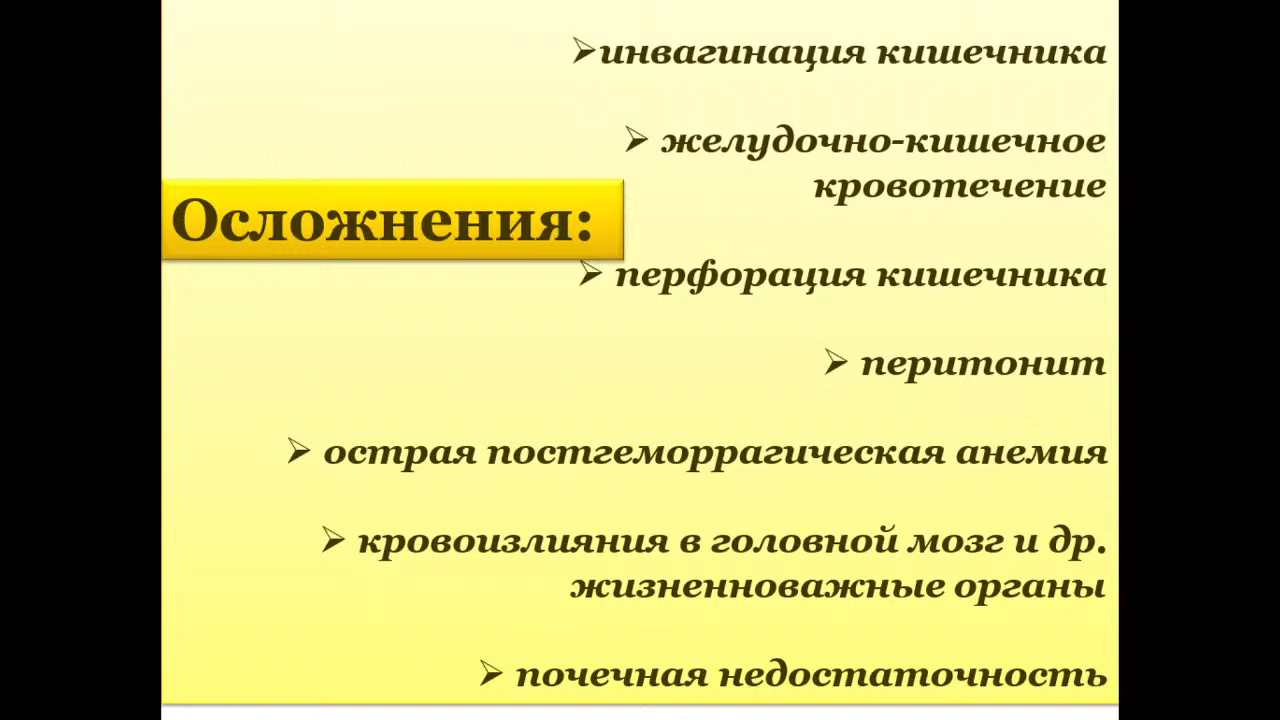 Осложнения:
➢инвагинация кишечника
➢ желудочно-кишечное
кровотечение
➢ перфорация кишечника
➢ перитонит
➢ острая постгеморрагическая анемия
➢ кровоизлияния в головной мозг и др.
жизненноважные органы
➢ почечная недостаточность